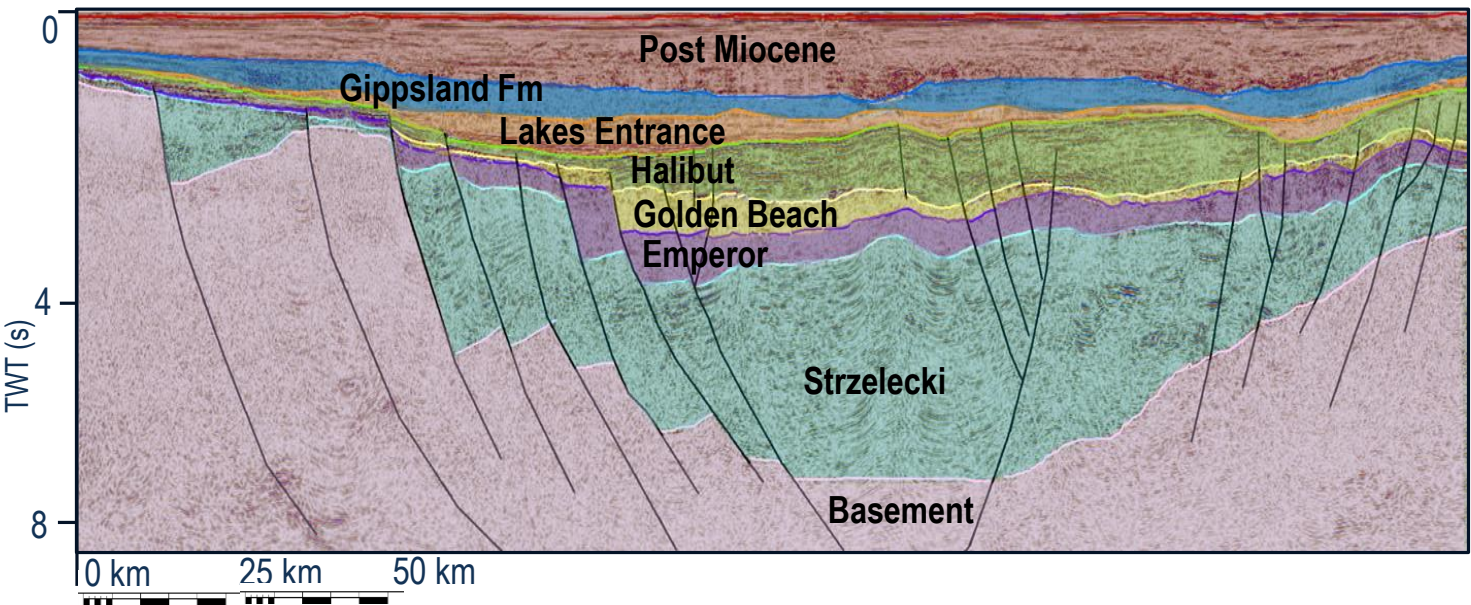 0
Post Miocene
Gippsland Fm
Lakes Entrance
Halibut
Golden Beach
Emperor
4
TWT (s)
Strzelecki
Basement
8
0 km 25 km 50 km